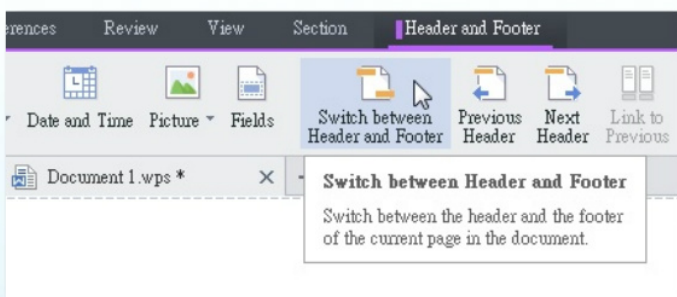 Review View Section Header and Footer
Date and Time Picture Fields Switch between Header and Footer Previous Header Next Header Link to Previous
Document 1.wps *
Switch between Header and Footer
Switch between the header and the footer
of the current page in the document.